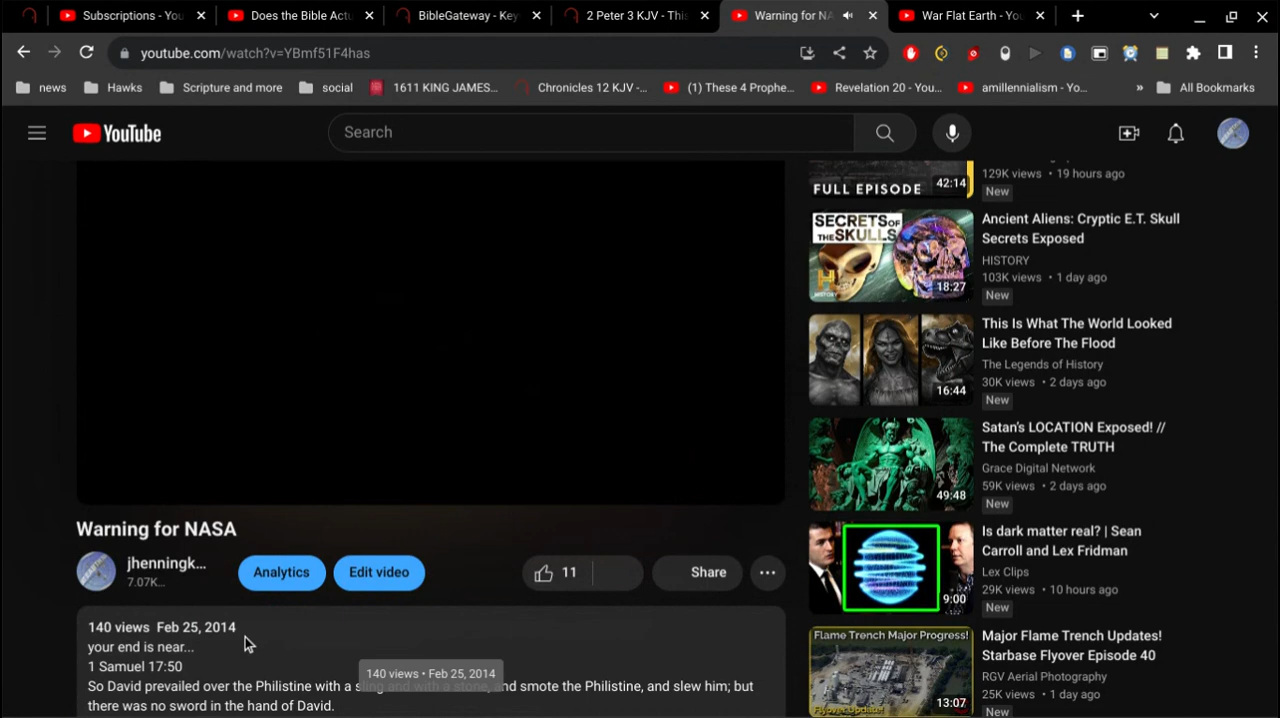 Subscriptions - You
Does the Bible Actu
BibleGateway - Key
2 Peter 3 KJV - This
Warning for NA
War Flat Earth - You
youtube.com/watch?v=YBmf51F4has
news
Hawks
Scripture and more
social
1611 KING JAMES...
Chronicles 12 KJV -...
(1) These 4 Prophe...
Revelation 20 - You...
amillennialism - Yo...
»
All Bookmarks
YouTube
Search
FULL EPISODE
42:14
129K views • 19 hours ago
New
SECRETS OF
THE SKULLS
HISTORY
18:27
Ancient Aliens: Cryptic E.T. Skull
Secrets Exposed
HISTORY
103K views • 1 day ago
New
16:44
This Is What The World Looked
Like Before The Flood
The Legends of History
30K views • 2 days ago
New
49:48
Satan's LOCATION Exposed! //
The Complete TRUTH
Grace Digital Network
59K views • 2 days ago
New
9:00
Is dark matter real? | Sean
Carroll and Lex Fridman
Lex Clips
29K views • 10 hours ago
New
Flame Trench Major Progress!
Flyover Update!
13:07
Major Flame Trench Updates!
Starbase Flyover Episode 40
RGV Aerial Photography
25K views • 1 day ago
New
Warning for NASA
jhenningk...
7.07K...
Analytics
Edit video
11
Share
140 views Feb 25, 2014
your end is near...
1 Samuel 17:50
140 views • Feb 25, 2014
So David prevailed over the Philistine with a sling and with a stone, and smote the Philistine, and slew him; but
there was no sword in the hand of David.